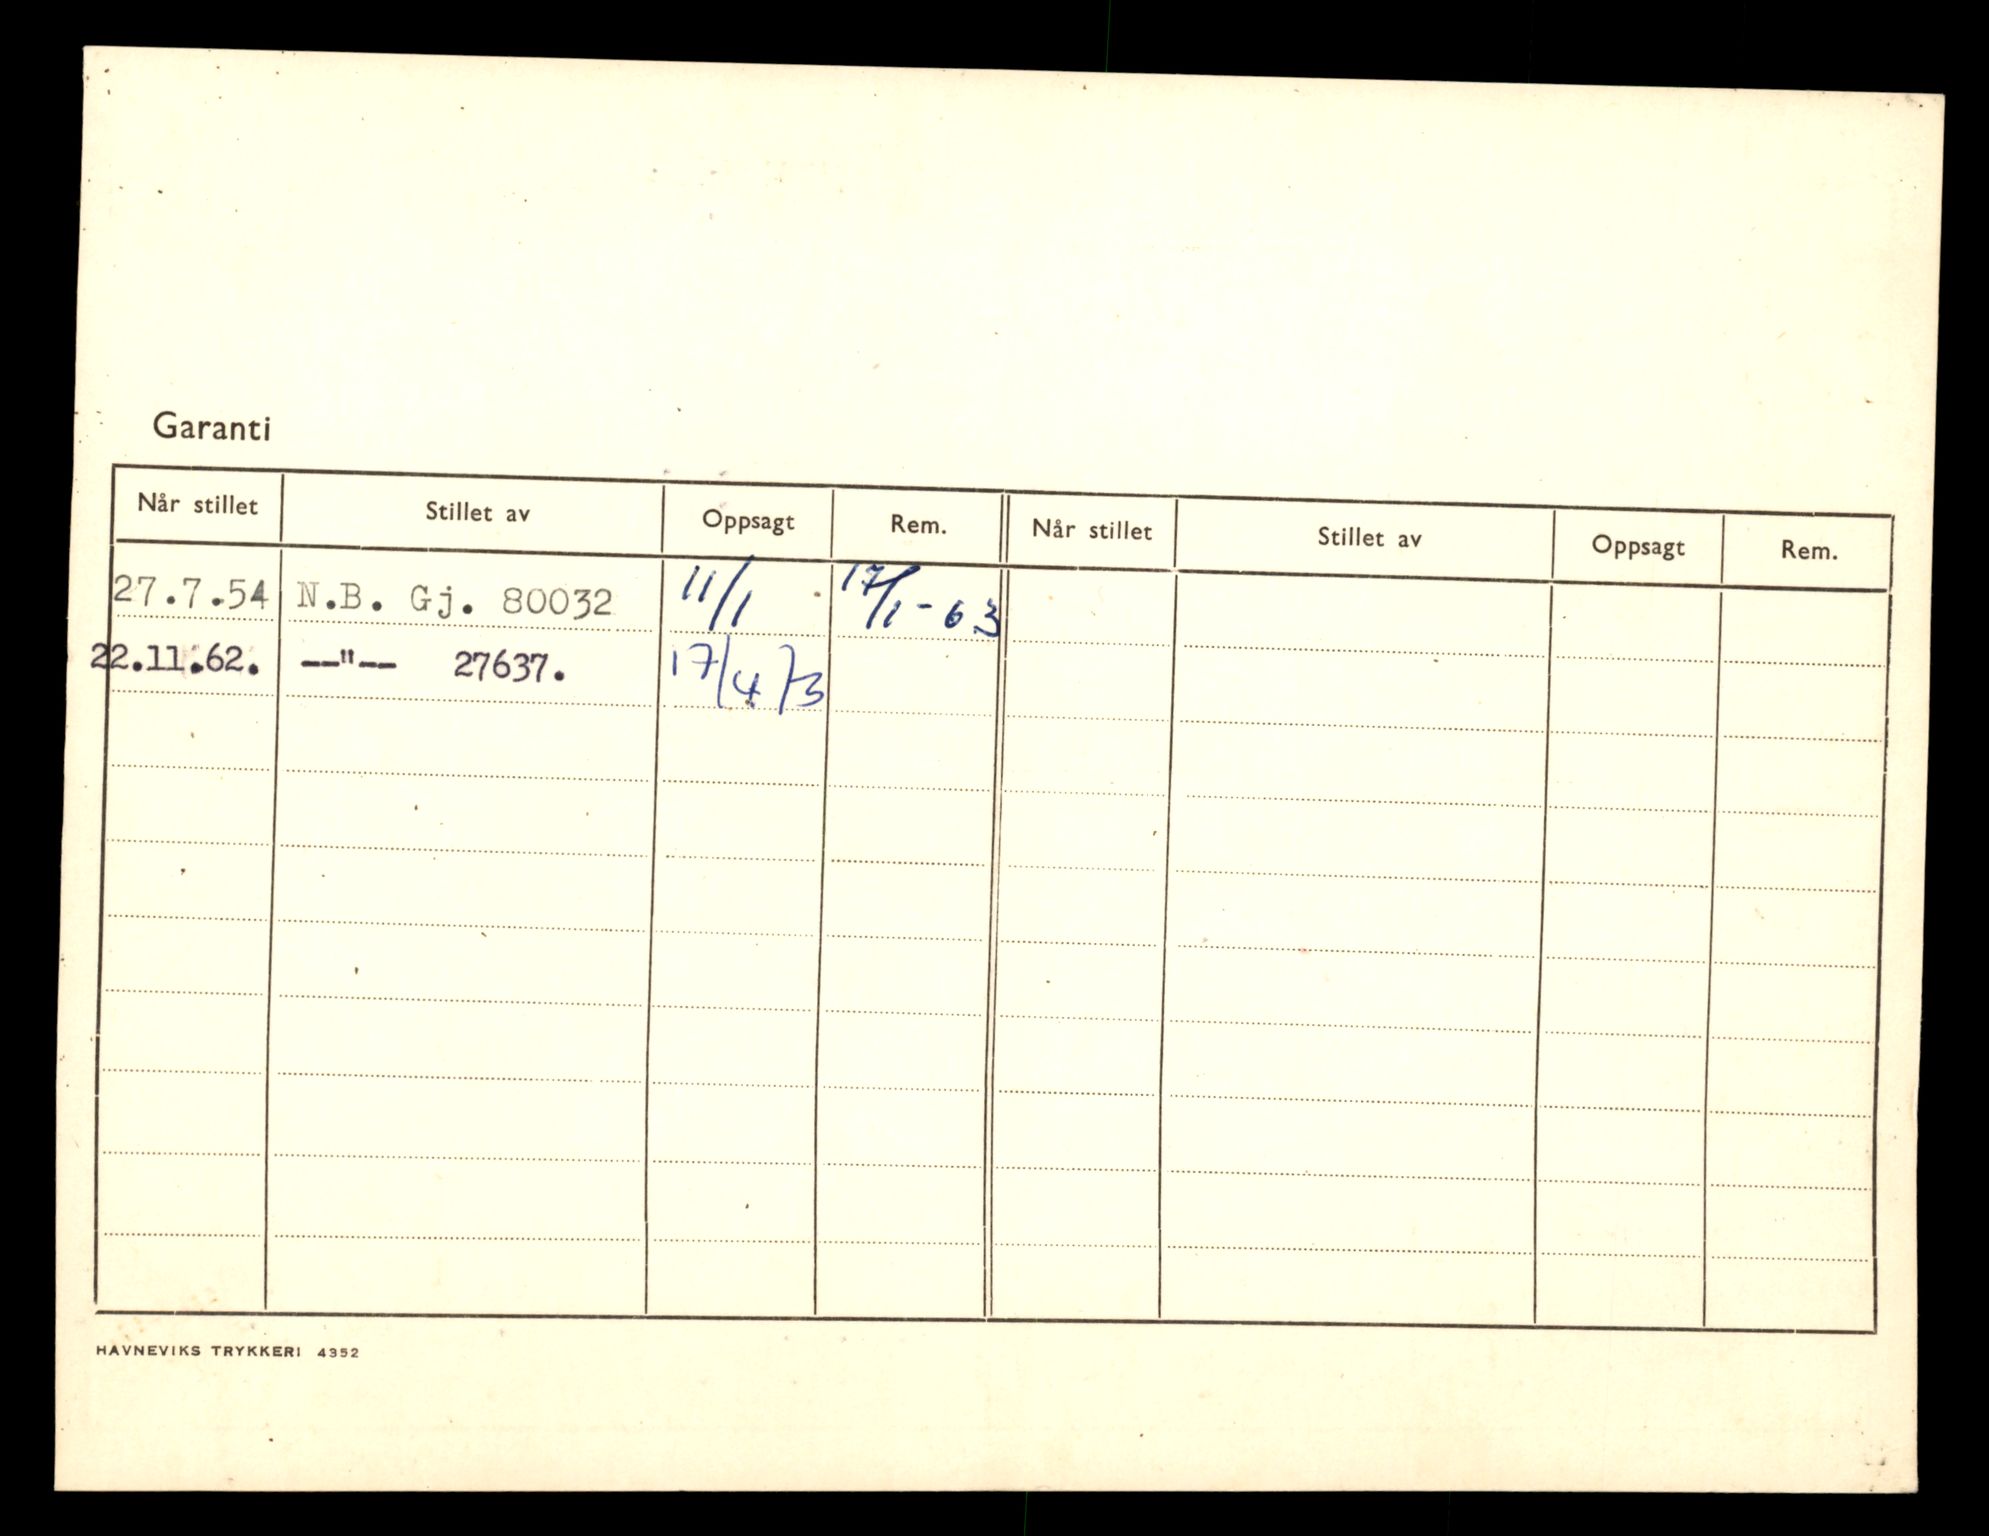 Garanti
Når stillet Stillet av Oppsagt Rem. Når stillet Stillet av Oppsagt Rem.
27.7.54 N.B. Gj. 80032 11/1 17/1-63
22.11.62. --"-- 27637. 17/4 73
HAVNEVIKS TRYKKERI 4352